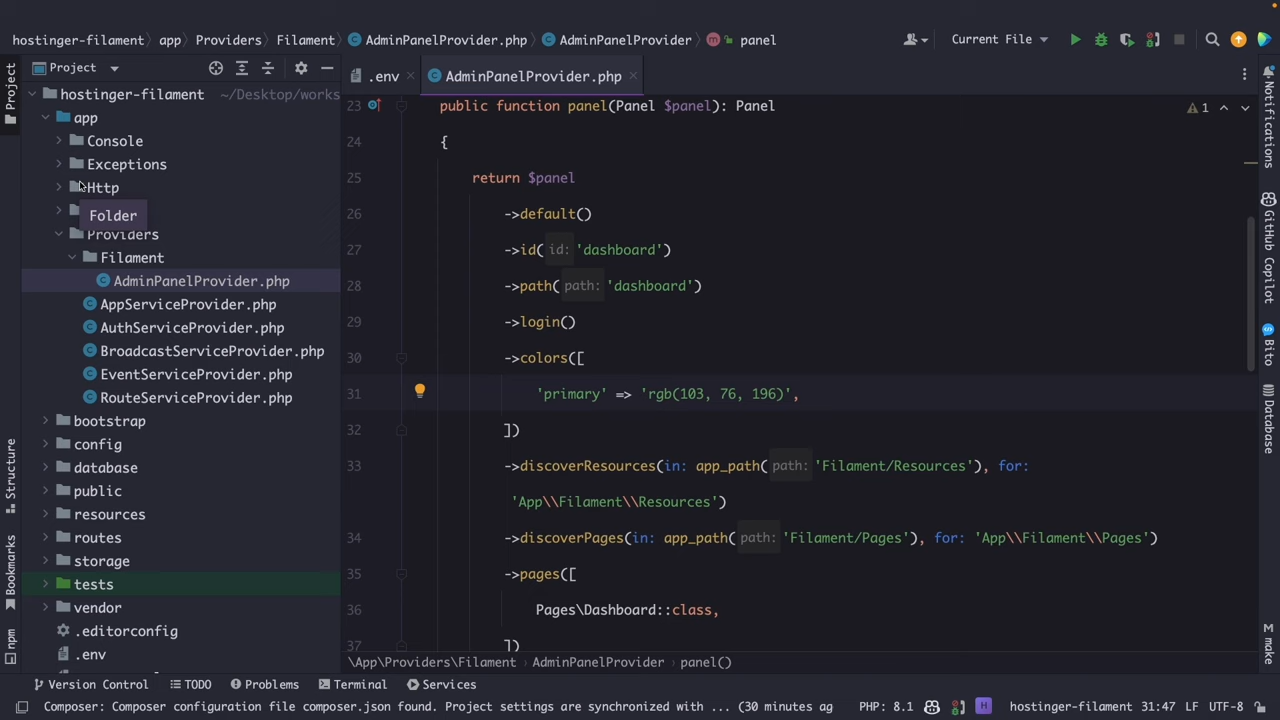 hostinger-filament
app
Providers
Filament
AdminPanelProvider.php
AdminPanelProvider
panel
Current File
Project
.env
AdminPanelProvider.php
Project
hostinger-filament ~/Desktop/works
app
Console
Exceptions
Http
Folder
Providers
Filament
AdminPanelProvider.php
AppServiceProvider.php
AuthServiceProvider.php
BroadcastServiceProvider.php
EventServiceProvider.php
RouteServiceProvider.php
bootstrap
config
database
public
resources
routes
storage
tests
vendor
.editorconfig
.env
Structure
Bookmarks
npm
23 public function panel(Panel $panel): Panel
24 {
25 return $panel
26 ->default()
27 ->id( id: 'dashboard')
28 ->path( path: 'dashboard')
29 ->login()
30 ->colors([
31 'primary' => 'rgb(103, 76, 196)',
32 ])
33 ->discoverResources(in: app_path( path: 'Filament/Resources'), for:
'App\\Filament\\Resources')
34 ->discoverPages(in: app_path( path: 'Filament/Pages'), for: 'App\\Filament\\Pages')
35 ->pages([
36 Pages\Dashboard::class,
37 ])
1
Notifications
GitHub Copilot
Bito
Database
make
\App\Providers\Filament
AdminPanelProvider
panel()
Version Control
TODO
Problems
Terminal
Services
Composer: Composer configuration file composer.json found. Project settings are synchronized with ... (30 minutes ag
PHP: 8.1
H
hostinger-filament
31:47
LF
UTF-8